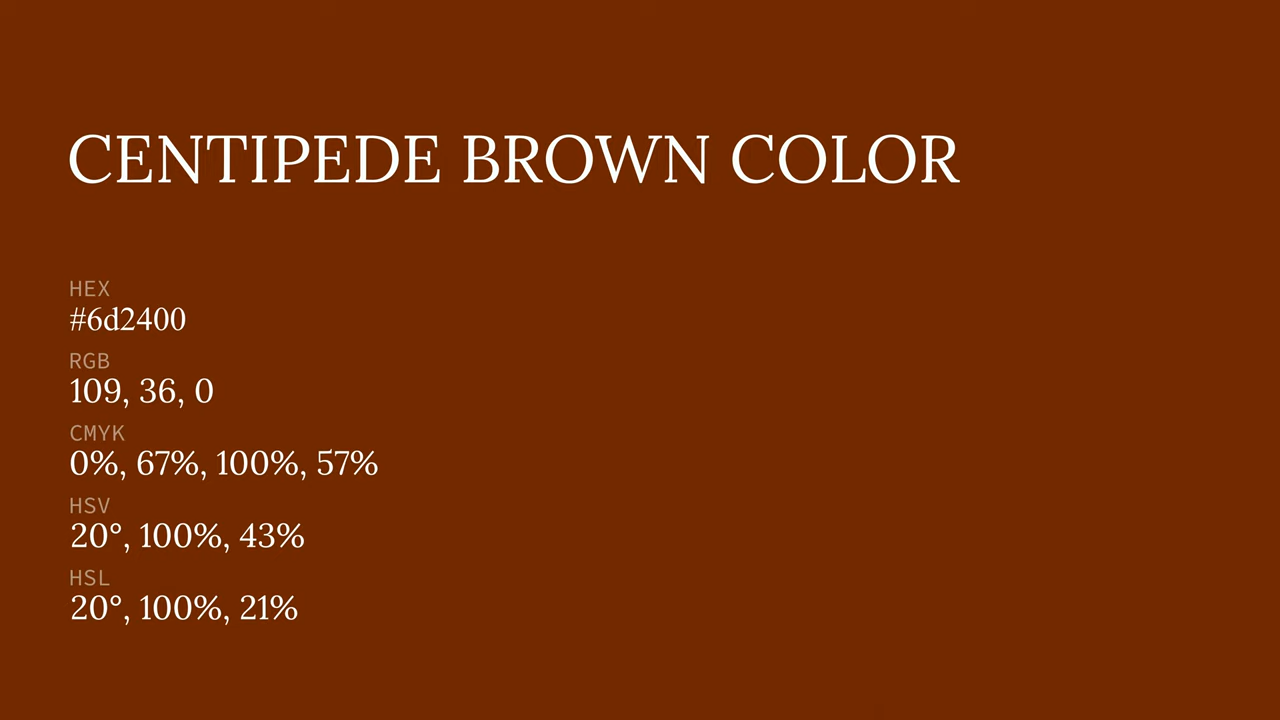 CENTIPEDE BROWN COLOR
HEX
#6d2400
RGB
109, 36, 0
CMYK
0%, 67%, 100%, 57%
HSV
20°, 100%, 43%
HSL
20°, 100%, 21%